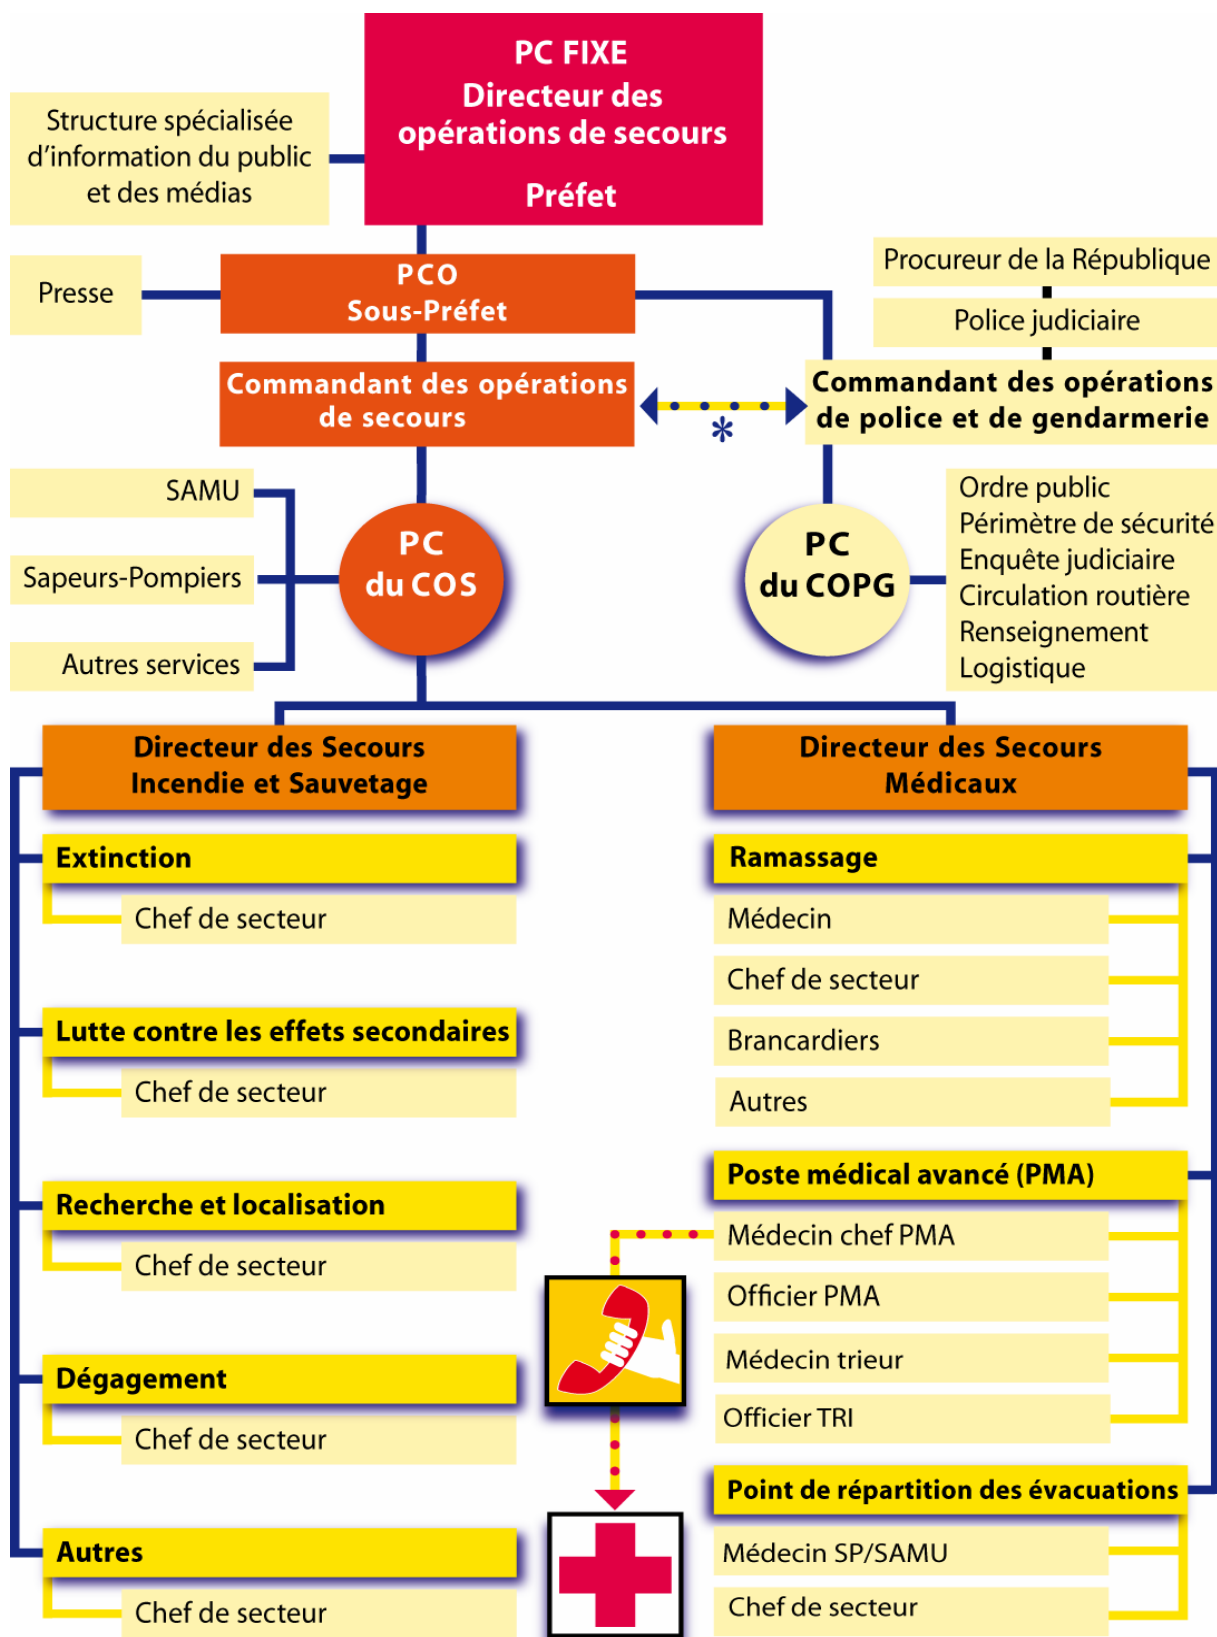 PC FIXE
Directeur des
opérations de secours
Préfet
Structure spécialisée
d'information du public
et des médias
PCO
Sous-Préfet
Presse
Procureur de la République
Police judiciaire
Commandant des opérations
de secours
*
Commandant des opérations
de police et de gendarmerie
SAMU
Sapeurs-Pompiers
Autres services
PC
du COS
PC
du COPG
Ordre public
Périmètre de sécurité
Enquête judiciaire
Circulation routière
Renseignement
Logistique
Directeur des Secours
Incendie et Sauvetage
Extinction
Chef de secteur
Lutte contre les effets secondaires
Chef de secteur
Recherche et localisation
Chef de secteur
Dégagement
Chef de secteur
Autres
Chef de secteur
Directeur des Secours
Médicaux
Ramassage
Médecin
Chef de secteur
Brancardiers
Autres
Poste médical avancé (PMA)
Médecin chef PMA
Officier PMA
Médecin trieur
Officier TRI
Point de répartition des évacuations
Médecin SP/SAMU
Chef de secteur